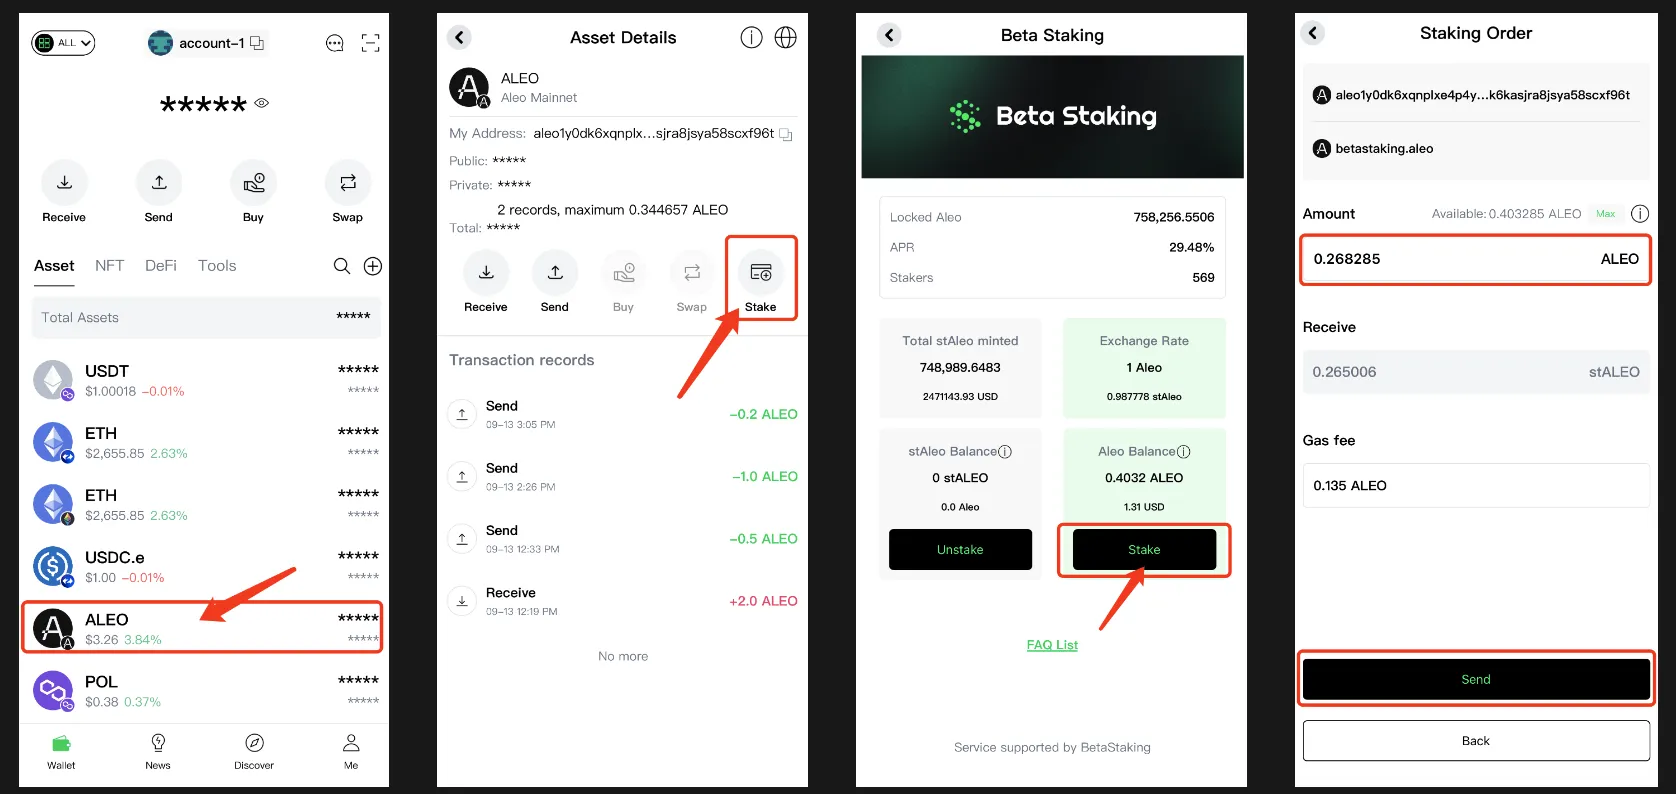 ALL
account-1
*****
Receive
Send
Buy
Swap
Asset
NFT
DeFi
Tools
Total Assets *****
USDT *****
$1.00018 -0.01% *****
ETH *****
$2,655.85 2.63% *****
ETH *****
$2,655.85 2.63% *****
USDC.e *****
$1.00 -0.01% *****
ALEO *****
$3.26 3.84% *****
POL *****
$0.38 0.37% *****
Wallet
News
Discover
Me
Asset Details
ALEO
Aleo Mainnet
My Address: aleo1y0dk6xqnplx...sjra8jsya58scxf96t
Public: *****
Private: *****
2 records, maximum 0.344657 ALEO
Total: *****
Receive
Send
Buy
Swap
Stake
Transaction records
Send
-0.2 ALEO
09-13 3:05 PM
Send
-1.0 ALEO
09-13 2:26 PM
Send
-0.5 ALEO
09-13 12:33 PM
Receive
+2.0 ALEO
09-13 12:19 PM
No more
Beta Staking
Beta Staking
Locked Aleo 758,256.5506
APR 29.48%
Stakers 569
Total stAleo minted
748,989.6483
2471143.93 USD
Exchange Rate
1 Aleo
0.987778 stAleo
stAleo Balance
0 stALEO
0.0 Aleo
Unstake
Aleo Balance
0.4032 ALEO
1.31 USD
Stake
FAQ List
Service supported by BetaStaking
Staking Order
aleo1y0dk6xqnplxe4p4y...k6kasjra8jsya58scxf96t
betastaking.aleo
Amount Available: 0.403285 ALEO Max
0.268285 ALEO
Receive
0.265006 stALEO
Gas fee
0.135 ALEO
Send
Back